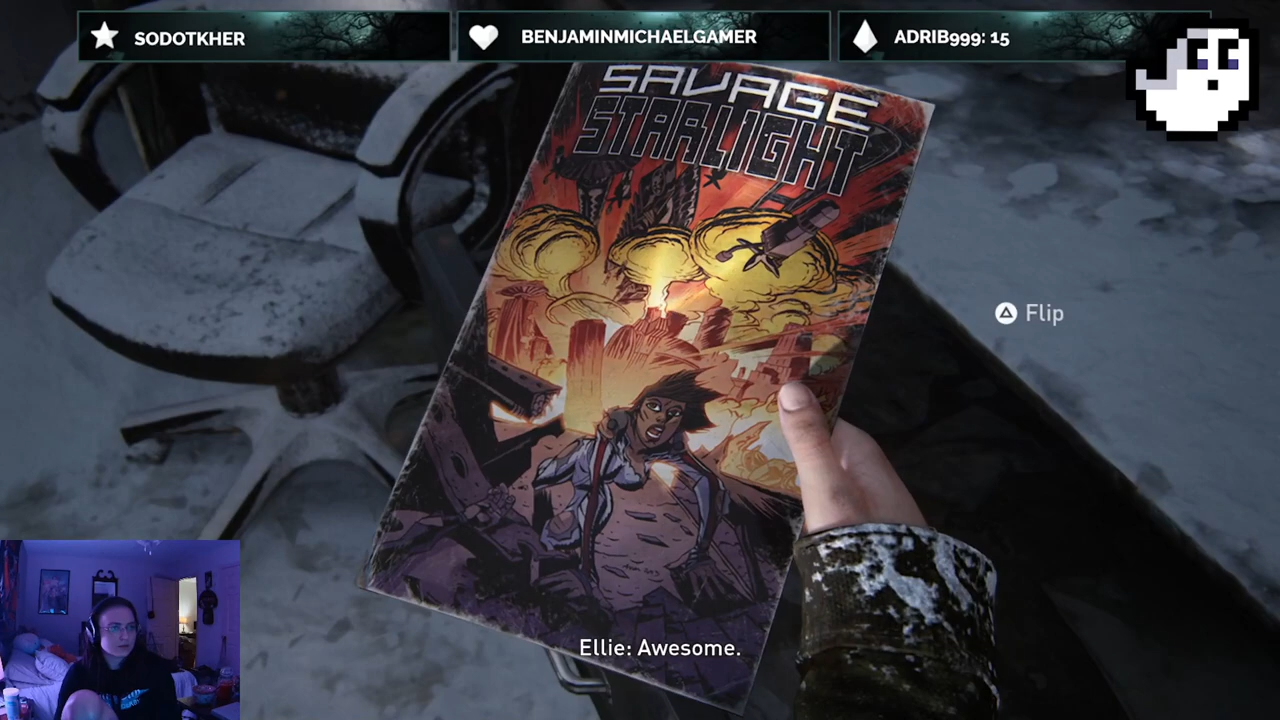 SODOTKHER
BENJAMINMICHAELGAMER
ADRIB999: 15
SAVAGE
STARLIGHT
Flip
Ellie: Awesome.